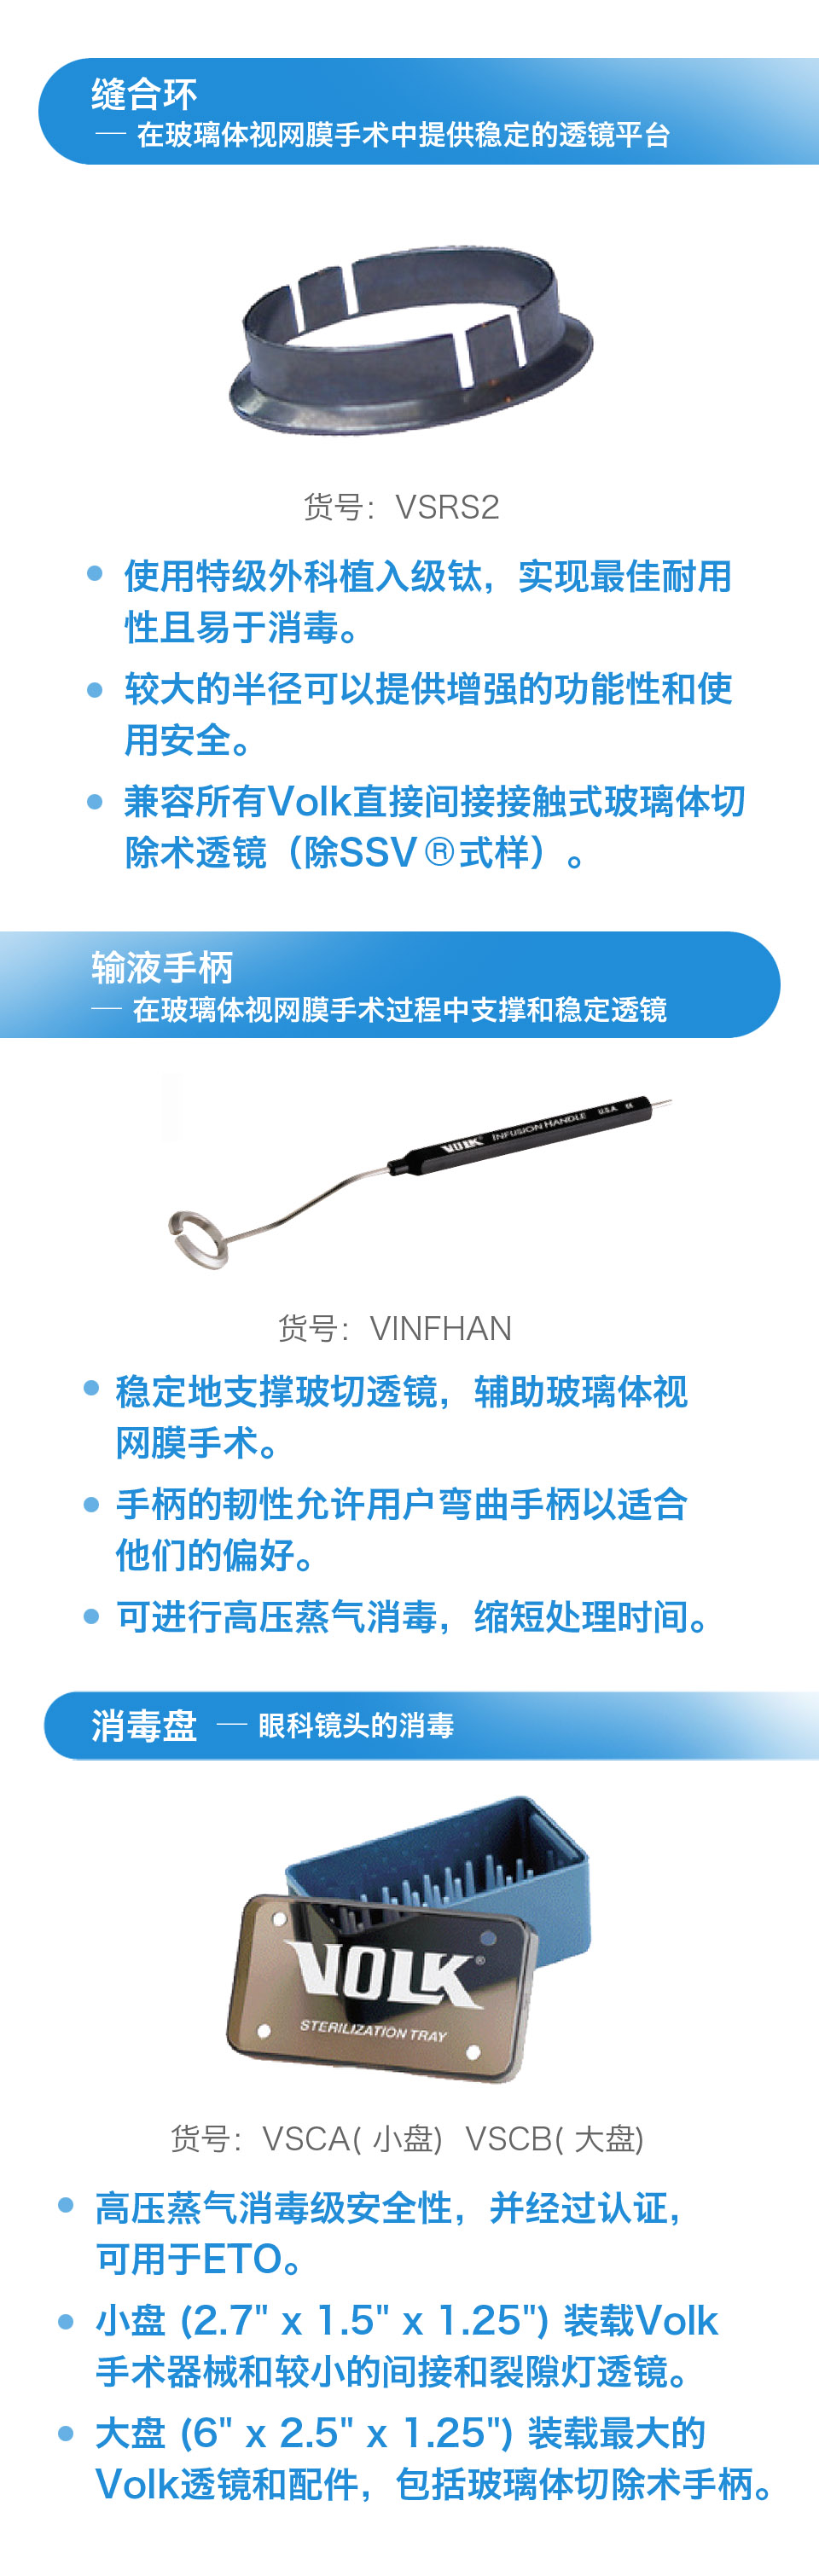 缝合环
— 在玻璃体视网膜手术中提供稳定的透镜平台
货号：VSRS2
使用特级外科植入级钛，实现最佳耐用
性且易于消毒。
较大的半径可以提供增强的功能性和使
用安全。
兼容所有Volk直接间接接触式玻璃体切
除术透镜（除SSV®式样）。
输液手柄
— 在玻璃体视网膜手术过程中支撑和稳定透镜
VOLK INFUSION HANDLE U.S.A. CE
货号：VINFHAN
稳定地支撑玻切透镜，辅助玻璃体视
网膜手术。
手柄的韧性允许用户弯曲手柄以适合
他们的偏好。
可进行高压蒸气消毒，缩短处理时间。
消毒盘 — 眼科镜头的消毒
VOLK®
STERILIZATION TRAY
货号：VSCA( 小盘) VSCB( 大盘)
高压蒸气消毒级安全性，并经过认证，
可用于ETO。
小盘 (2.7" x 1.5" x 1.25") 装载Volk
手术器械和较小的间接和裂隙灯透镜。
大盘 (6" x 2.5" x 1.25") 装载最大的
Volk透镜和配件，包括玻璃体切除术手柄。